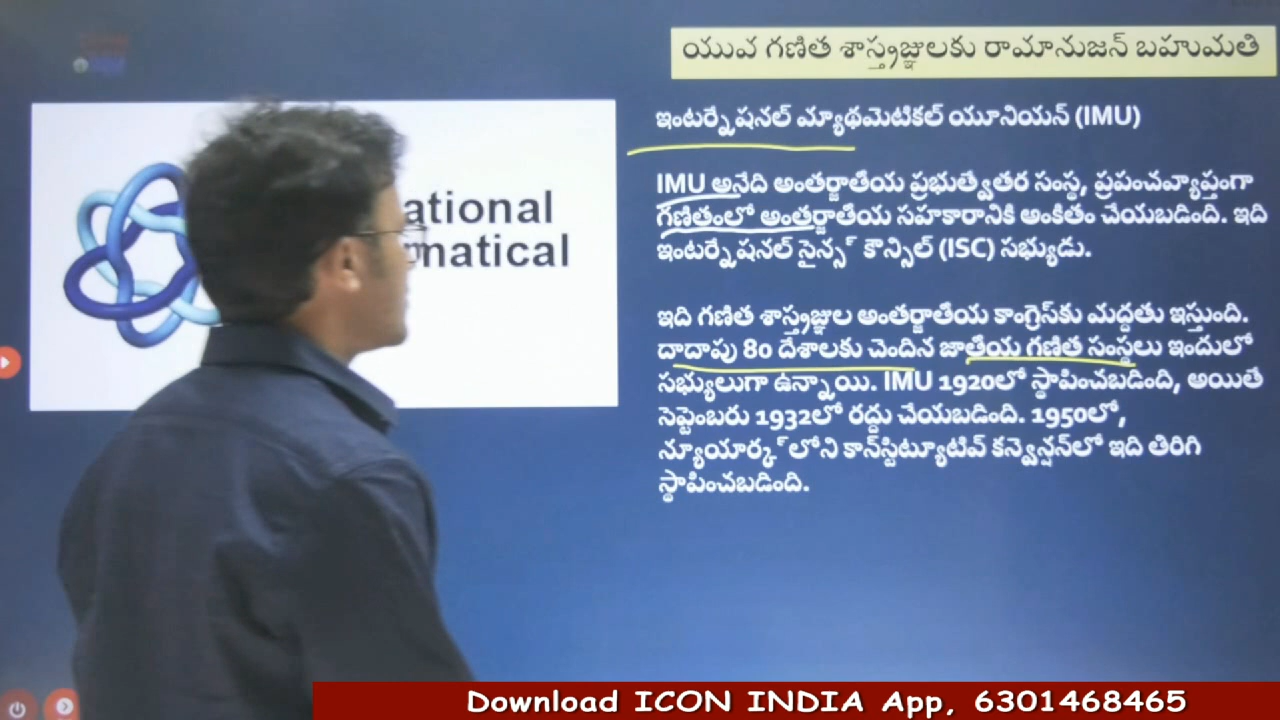 యువ గణిత శాస్త్రజ్ఞులకు రామానుజన్ బహుమతి
ational
matical
ఇంటర్నేషనల్ మ్యాథమెటికల్ యూనియన్ (IMU)
IMU అనేది అంతర్జాతీయ ప్రభుత్వేతర సంస్థ, ప్రపంచవ్యాప్తంగా
గణితంలో అంతర్జాతీయ సహకారానికి అంకితం చేయబడింది. ఇది
ఇంటర్నేషనల్ సైన్స్ కౌన్సిల్ (ISC) సభ్యుడు.
ఇది గణిత శాస్త్రజ్ఞుల అంతర్జాతీయ కాంగ్రెస్‌కు మద్దతు ఇస్తుంది.
దాదాపు 80 దేశాలకు చెందిన జాతీయ గణిత సంస్థలు ఇందులో
సభ్యులుగా ఉన్నాయి. IMU 1920లో స్థాపించబడింది, అయితే
సెప్టెంబరు 1932లో రద్దు చేయబడింది. 1950లో,
న్యూయార్క్‌లోని కాన్‌స్టిట్యూటివ్ కన్వెన్షన్‌లో ఇది తిరిగి
స్థాపించబడింది.
Download ICON INDIA App, 6301468465